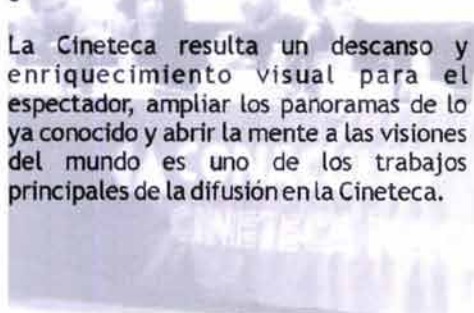 La Cineteca resulta un descanso y
enriquecimiento visual para el
espectador, ampliar los panoramas de lo
ya conocido y abrir la mente a las visiones
del mundo es uno de los trabajos
principales de la difusión en la Cineteca.
CINETECA